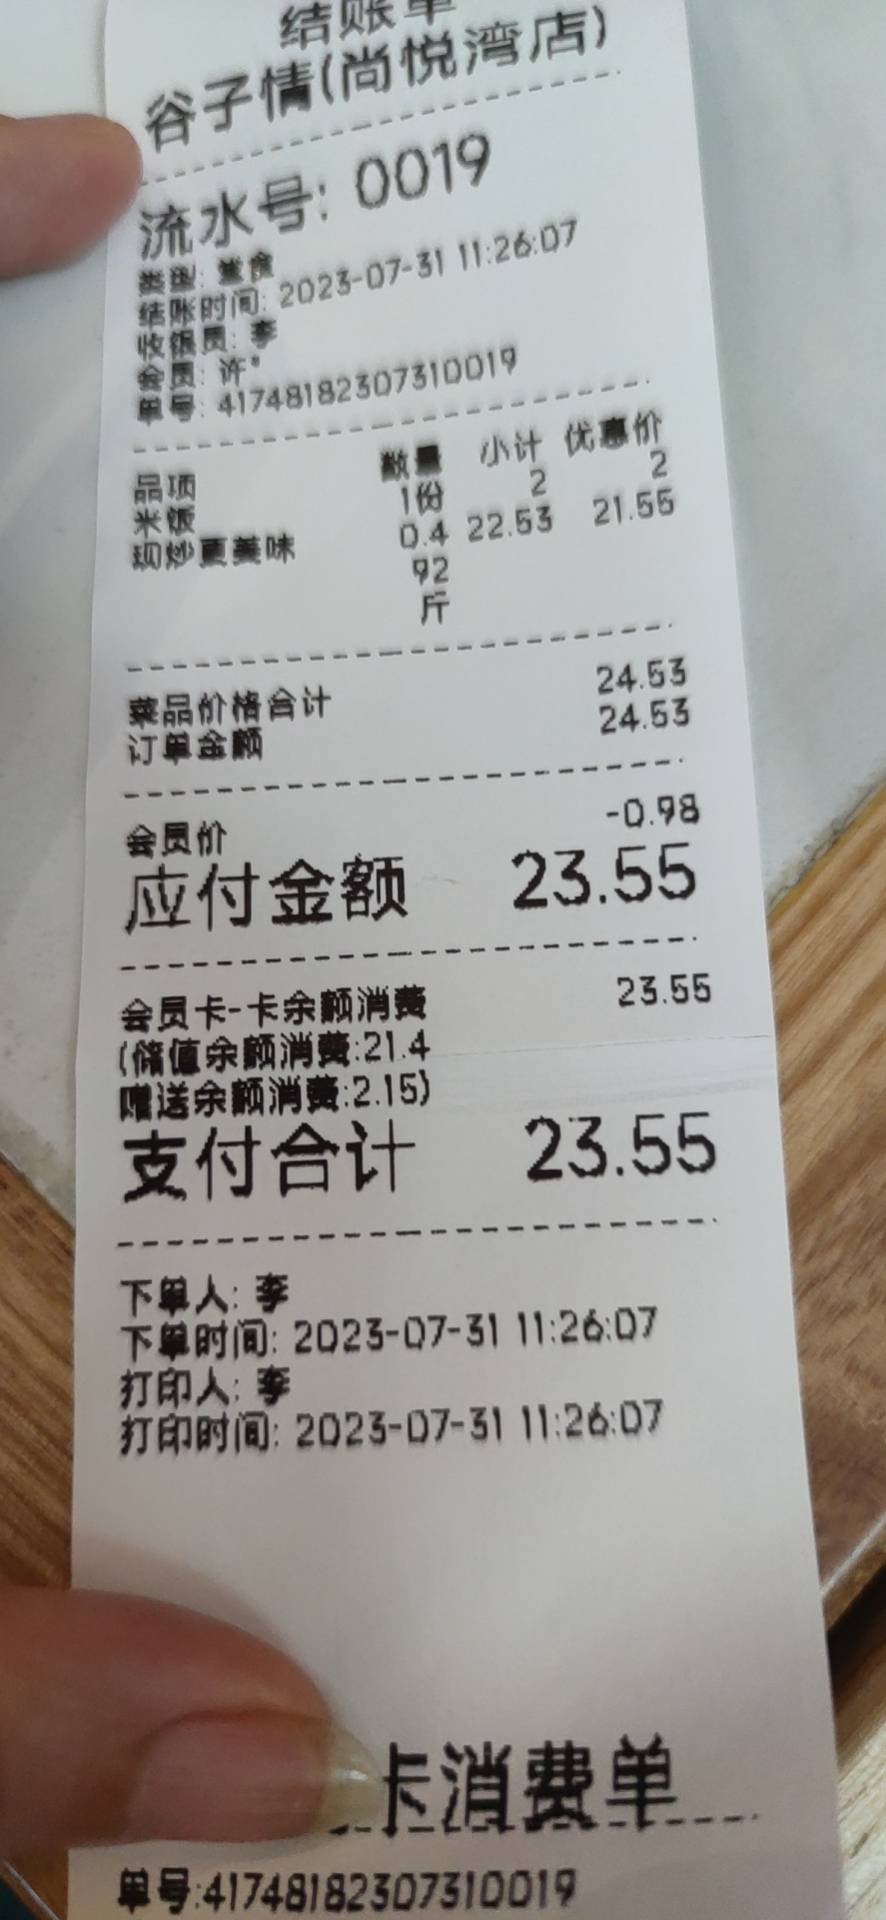 结账单
谷子情(尚悦湾店)
流水号: 0019
类型: 堂食
结账时间: 2023-07-31 11:26:07
收银员: 李
会员: 许*
单号: 41748182307310019
品项 数量 小计 优惠价
米饭 1份 2 2
现炒更美味 0.4 22.53 21.55
92
斤
菜品价格合计 24.53
订单金额 24.53
会员价 -0.98
应付金额 23.55
会员卡-卡余额消费 23.55
(储值余额消费:21.4
赠送余额消费:2.15)
支付合计 23.55
下单人: 李
下单时间: 2023-07-31 11:26:07
打印人: 李
打印时间: 2023-07-31 11:26:07
卡消费单
单号:41748182307310019